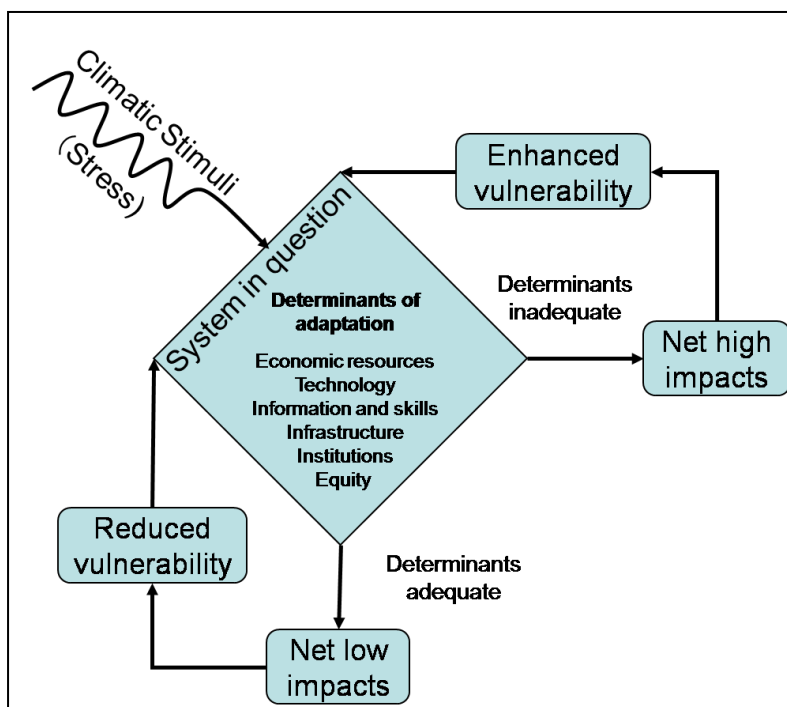 Climatic Stimuli
(Stress)
System in question
Determinants of
adaptation
Economic resources
Technology
Information and skills
Infrastructure
Institutions
Equity
Enhanced
vulnerability
Determinants
inadequate
Net high
impacts
Reduced
vulnerability
Determinants
adequate
Net low
impacts